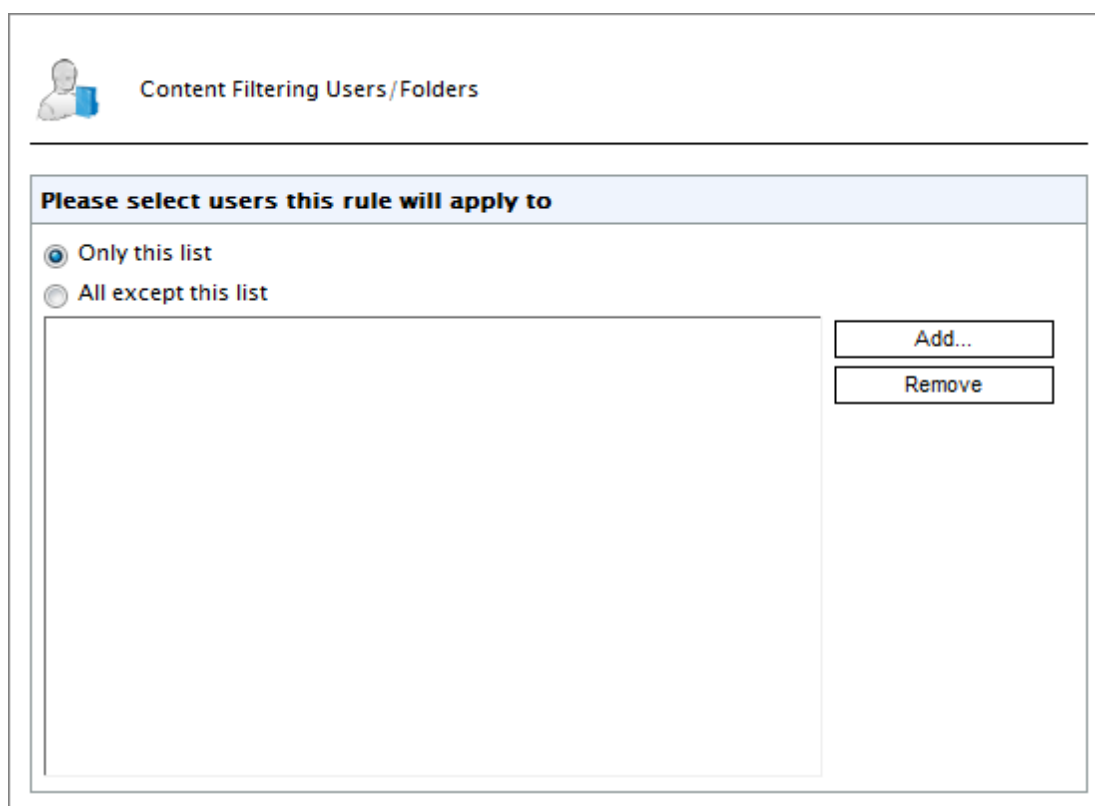 Content Filtering Users/Folders
Please select users this rule will apply to
Only this list
All except this list
Add...
Remove